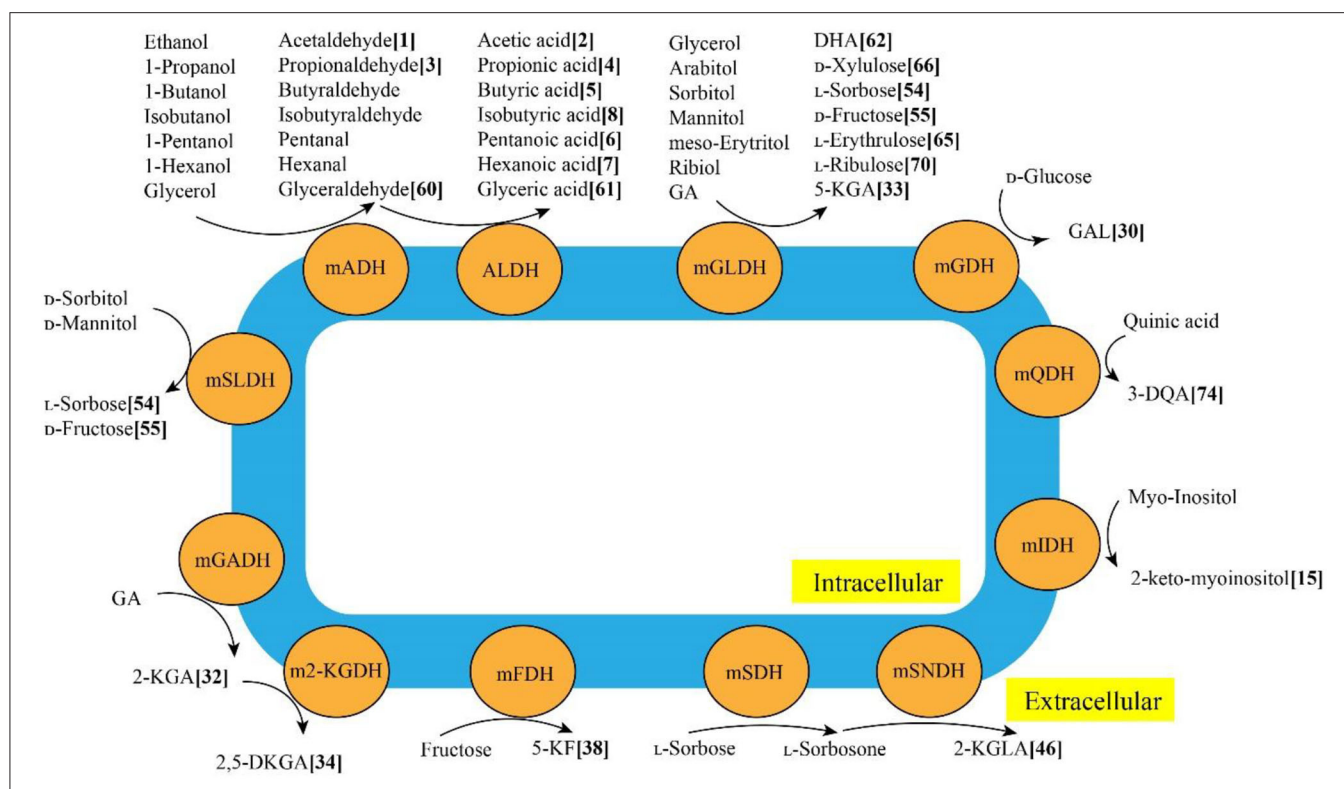 Ethanol
1-Propanol
1-Butanol
Isobutanol
1-Pentanol
1-Hexanol
Glycerol
Acetaldehyde[1]
Propionaldehyde[3]
Butyraldehyde
Isobutyraldehyde
Pentanal
Hexanal
Glyceraldehyde[60]
Acetic acid[2]
Propionic acid[4]
Butyric acid[5]
Isobutyric acid[8]
Pentanoic acid[6]
Hexanoic acid[7]
Glyceric acid[61]
Glycerol
Arabitol
Sorbitol
Mannitol
meso-Erytritol
Ribiol
GA
DHA[62]
D-Xylulose[66]
L-Sorbose[54]
D-Fructose[55]
L-Erythrulose[65]
L-Ribulose[70]
5-KGA[33]
D-Glucose
GAL[30]
mADH
ALDH
mGLDH
mGDH
D-Sorbitol
D-Mannitol
mSLDH
L-Sorbose[54]
D-Fructose[55]
Quinic acid
mQDH
3-DQA[74]
Myo-Inositol
mIDH
2-keto-myoinositol[15]
mGADH
GA
2-KGA[32]
m2-KGDH
2,5-DKGA[34]
mFDH
Fructose
5-KF[38]
mSDH
L-Sorbose
L-Sorbosone
mSNDH
2-KGLA[46]
Intracellular
Extracellular